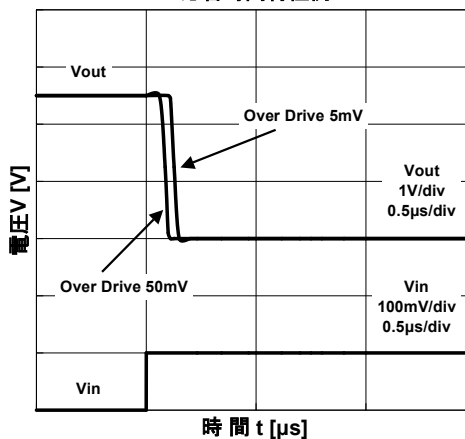 Vout
Over Drive 5mV
Vout
1V/div
0.5μs/div
電圧V [V]
Over Drive 50mV
Vin
100mV/div
0.5μs/div
Vin
時 間 t [μs]